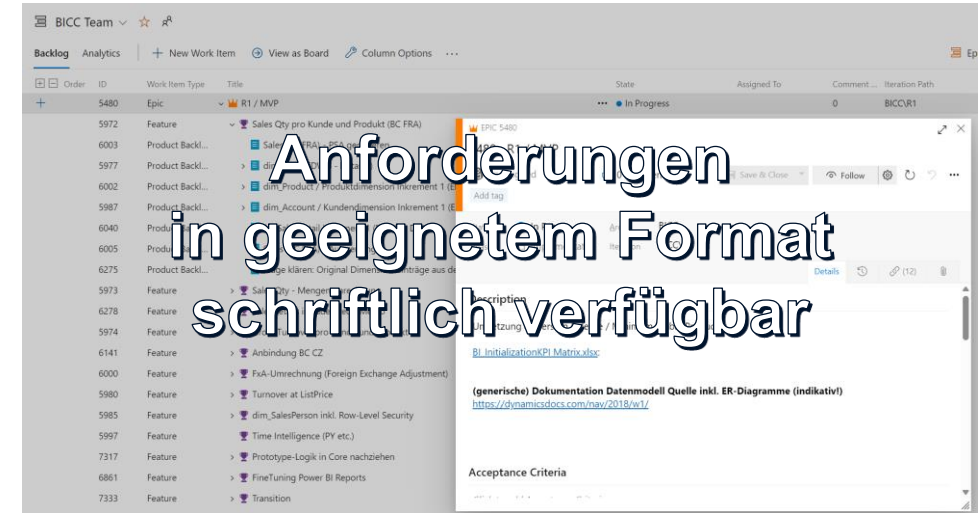 BICC Team
Backlog Analytics + New Work Item View as Board Column Options ...
Order ID Work Item Type Title State Assigned To Comment ... Iteration Path
5480 Epic R1 / MVP ... In Progress 0 BICC\R1
5972 Feature Sales Qty pro Kunde und Produkt (BC FRA)
6003 Product Backl...
5977 Product Backl...
6002 Product Backl... dim_Product / Produktdimension Inkrement 1 (E
5987 Product Backl... dim_Account / Kundendimension Inkrement 1 (E
6040
6005
6275 Product Backl... klären: Original
5973 Feature
6278 Feature
5974 Feature
6141 Feature Anbindung BC CZ
6000 Feature FxA-Umrechnung (Foreign Exchange Adjustment)
5980 Feature Turnover at ListPrice
5985 Feature dim_SalesPerson inkl. Row-Level Security
5997 Feature Time Intelligence (PY etc.)
7317 Feature Prototype-Logik in Core nachziehen
6861 Feature FineTuning Power BI Reports
7333 Feature Transition
Anforderungen
in geeignetem Format
schriftlich verfügbar
EPIC 5480
Save & Close Follow ...
Add tag
Details (12)
Description
BI_InitializationKPI Matrix.xlsx:
(generische) Dokumentation Datenmodell Quelle inkl. ER-Diagramme (indikativ!)
https://dynamicsdocs.com/nav/2018/w1/
Acceptance Criteria